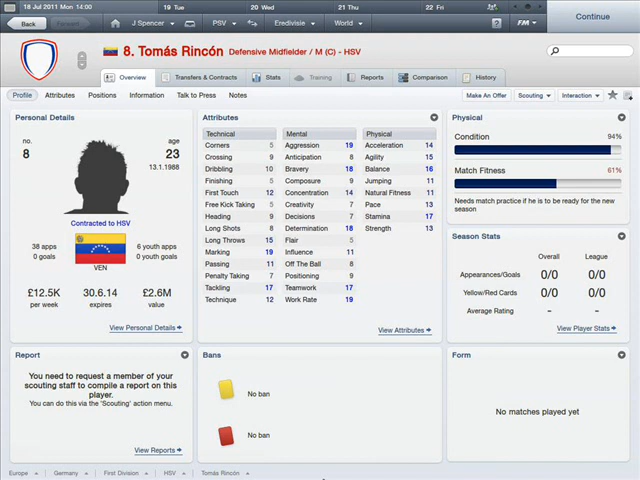 18 Jul 2011 Mon 14:00
19 Tue
20 Wed
21 Thu
22 Fri
Back
Forward
J Spencer
PSV
Eredivisie
World
?
FM
Continue
8. Tomás Rincón Defensive Midfielder / M (C) - HSV
Overview
Transfers & Contracts
Stats
Training
Reports
Comparison
History
Profile
Attributes
Positions
Information
Talk to Press
Notes
Make An Offer
Scouting
Interaction
Personal Details
no.
8
age
23
13.1.1988
Contracted to HSV
38 apps
0 goals
VEN
6 youth apps
0 youth goals
£12.5K
per week
30.6.14
expires
£2.6M
value
View Personal Details
Attributes
Technical
Corners 5
Crossing 9
Dribbling 10
Finishing 5
First Touch 12
Free Kick Taking 5
Heading 9
Long Shots 8
Long Throws 15
Marking 19
Passing 11
Penalty Taking 7
Tackling 17
Technique 12
Mental
Aggression 19
Anticipation 8
Bravery 18
Composure 9
Concentration 14
Creativity 7
Decisions 7
Determination 18
Flair 5
Influence 11
Off The Ball 8
Positioning 9
Teamwork 17
Work Rate 19
Physical
Acceleration 14
Agility 15
Balance 16
Jumping 11
Natural Fitness 11
Pace 13
Stamina 17
Strength 13
View Attributes
Physical
Condition 94%
Match Fitness 61%
Needs match practice if he is to be ready for the new
season
Season Stats
Overall League
Appearances/Goals 0/0 0/0
Yellow/Red Cards 0/0 0/0
Average Rating - -
View Player Stats
Report
You need to request a member of your
scouting staff to compile a report on this
player.
You can do this via the 'Scouting' action menu.
View Reports
Bans
No ban
No ban
Form
No matches played yet
Europe
Germany
First Division
HSV
Tomás Rincón